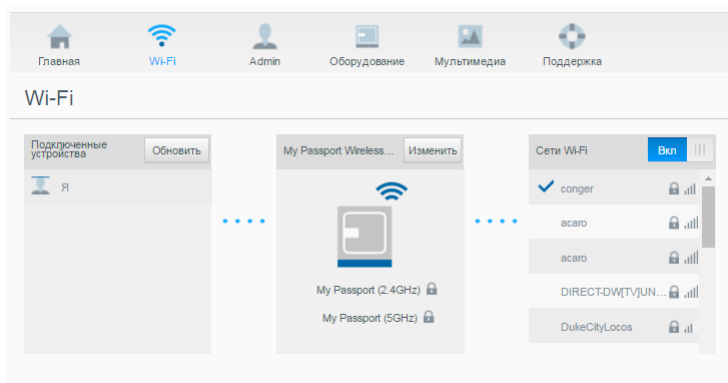 Главная
Wi-Fi
Admin
Оборудование
Мультимедиа
Поддержка
Wi-Fi
Подключенные
устройства
Обновить
Я
My Passport Wireless...
Изменить
My Passport (2.4GHz)
My Passport (5GHz)
Сети Wi-Fi
Вкл
conger
acaro
acaro
DIRECT-DW[TV]UN...
DukeCityLocos